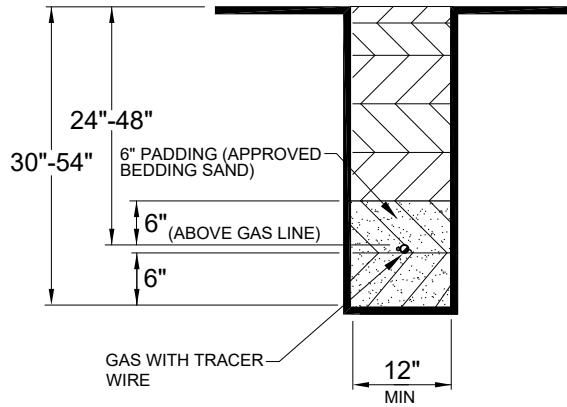 24"-48"
30"-54"
6" PADDING (APPROVED
BEDDING SAND)
6" (ABOVE GAS LINE)
6"
GAS WITH TRACER
WIRE
12"
MIN